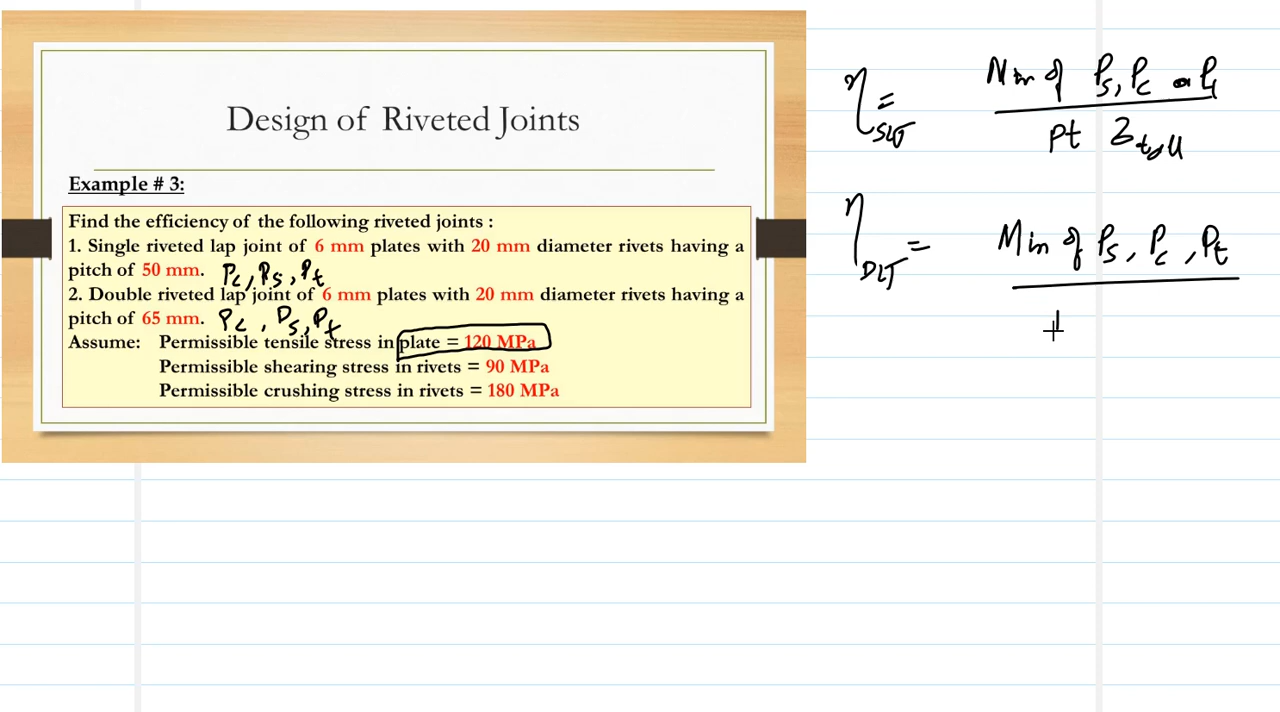 Design of Riveted Joints
Example # 3:
Find the efficiency of the following riveted joints :
1. Single riveted lap joint of 6 mm plates with 20 mm diameter rivets having a
pitch of 50 mm. Pc, Ps, Pt
2. Double riveted lap joint of 6 mm plates with 20 mm diameter rivets having a
pitch of 65 mm. Pc, Ps, Pt
Assume: Permissible tensile stress in plate = 120 MPa
Permissible shearing stress in rivets = 90 MPa
Permissible crushing stress in rivets = 180 MPa
η SLJ = Min of Ps, Pc or Pt
pt
η DLJ = Min of Ps, Pc, Pt